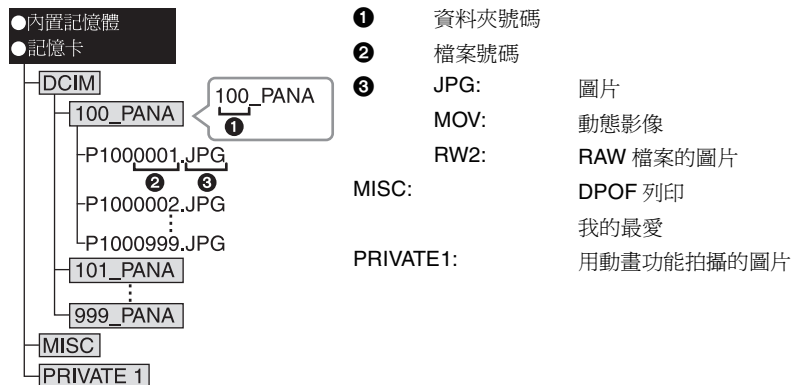 ●內置記憶體
●記憶卡
DCIM
100_PANA
100_PANA
❶
P1000001.JPG
❷ ❸
P1000002.JPG
P1000999.JPG
101_PANA
999_PANA
MISC
PRIVATE 1
❶ 資料夾號碼
❷ 檔案號碼
❸ JPG: 圖片
MOV: 動態影像
RW2: RAW 檔案的圖片
MISC: DPOF 列印
我的最愛
PRIVATE1: 用動畫功能拍攝的圖片